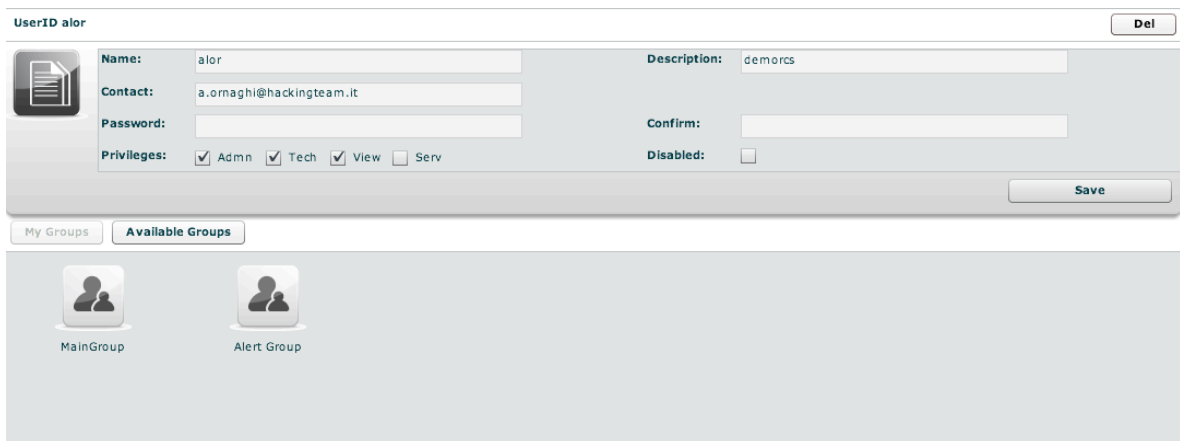 UserID alor
Del
Name: alor
Description: demorcs
Contact: a.ornaghi@hackingteam.it
Password:
Confirm:
Privileges: Admn Tech View Serv
Disabled:
Save
My Groups
Available Groups
MainGroup
Alert Group